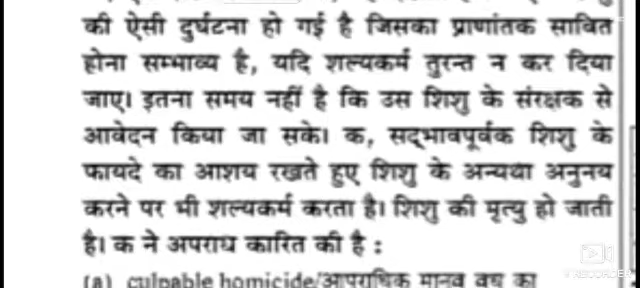 की ऐसी दुर्घटना हो गई है जिसका प्राणांतक साबित
होना सम्भाव्य है, यदि शल्यकर्म तुरन्त न कर दिया
जाए। इतना समय नहीं है कि उस शिशु के संरक्षक से
आवेदन किया जा सके। क, सद्भावपूर्वक शिशु के
फायदे का आशय रखते हुए शिशु के अन्यथा अनुनय
करने पर भी शल्यकर्म करता है। शिशु की मृत्यु हो जाती
है। क ने अपराध कारित की है :
(a) culpable homicide/आपराधिक मानव वध का